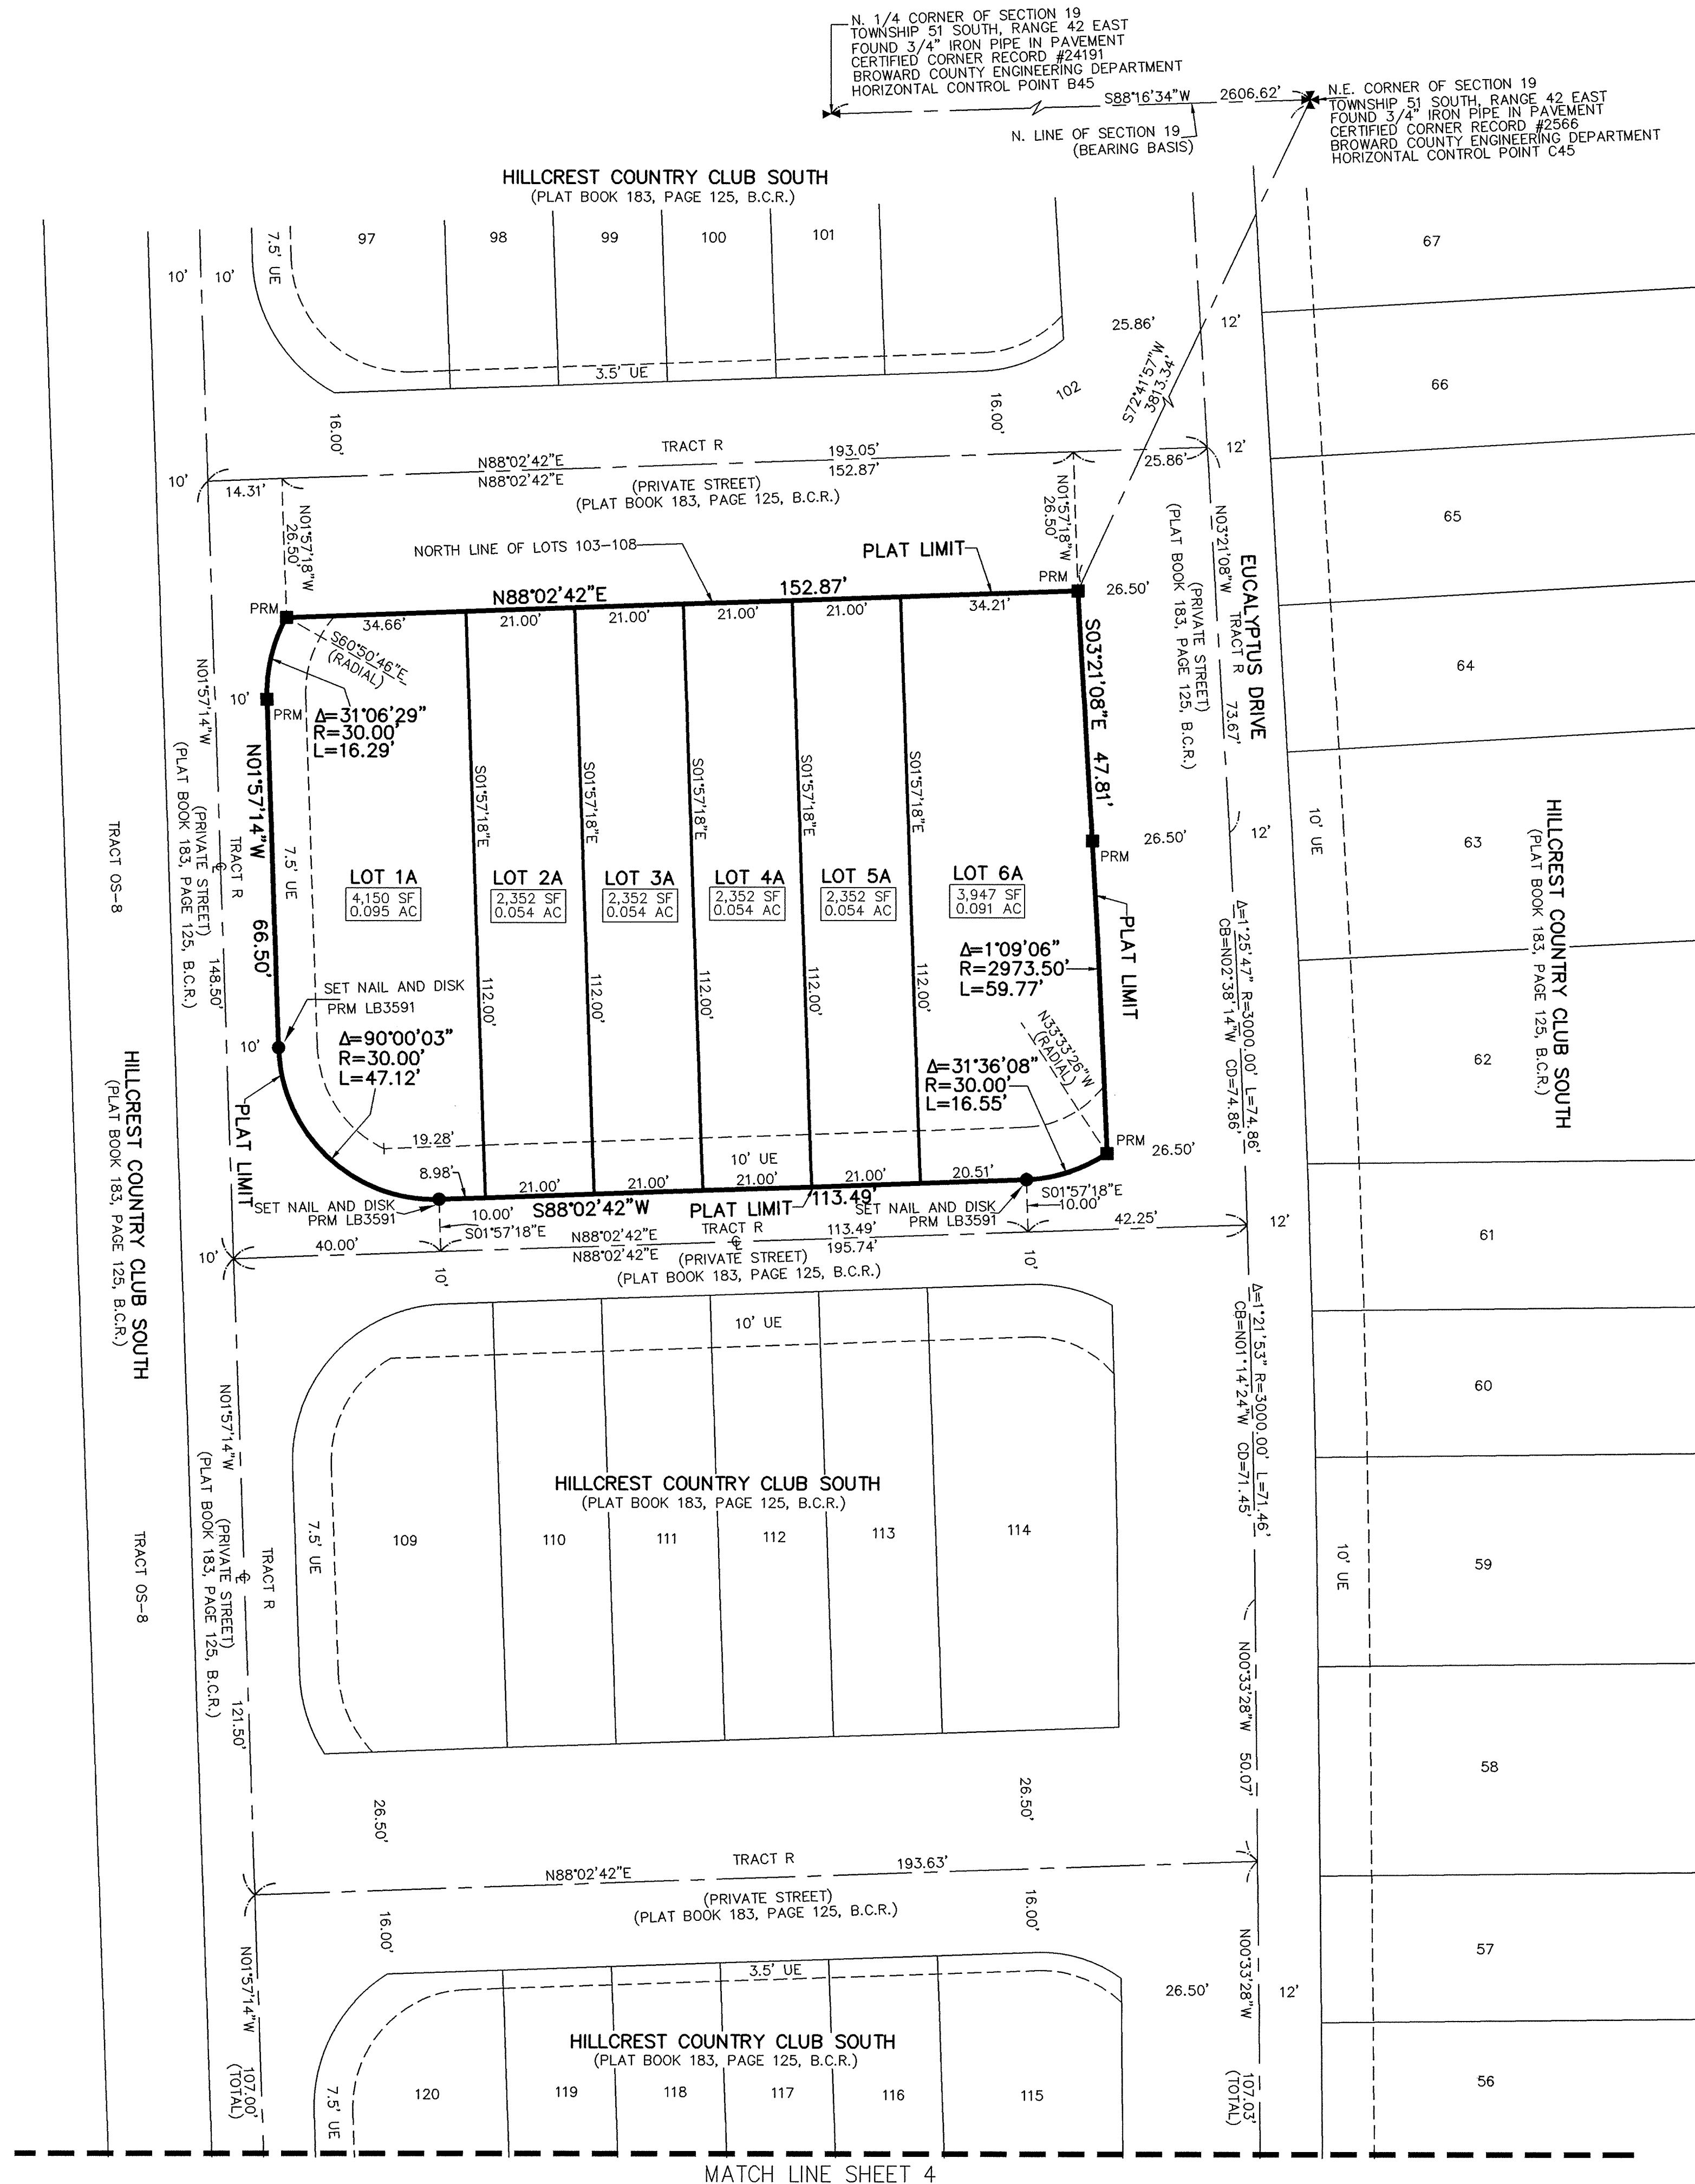 N. 1/4 CORNER OF SECTION 19
TOWNSHIP 51 SOUTH, RANGE 42 EAST
FOUND 3/4" IRON PIPE IN PAVEMENT
CERTIFIED CORNER RECORD #24191
BROWARD COUNTY ENGINEERING DEPARTMENT
HORIZONTAL CONTROL POINT B45
S88°16'34"W 2606.62'
N. LINE OF SECTION 19
(BEARING BASIS)
N.E. CORNER OF SECTION 19
TOWNSHIP 51 SOUTH, RANGE 42 EAST
FOUND 3/4" IRON PIPE IN PAVEMENT
CERTIFIED CORNER RECORD #2566
BROWARD COUNTY ENGINEERING DEPARTMENT
HORIZONTAL CONTROL POINT C45
HILLCREST COUNTRY CLUB SOUTH
(PLAT BOOK 183, PAGE 125, B.C.R.)
97
98
99
100
101
67
7.5' UE
10'
10'
25.86'
12'
S72°41'57"W
3813.34'
3.5' UE
102
66
16.00'
16.00'
TRACT R
N88°02'42"E 193.05'
N88°02'42"E 152.87'
(PRIVATE STREET)
(PLAT BOOK 183, PAGE 125, B.C.R.)
10'
14.31'
25.86'
12'
N01°57'18"W
26.50'
N01°57'18"W
26.50'
65
NORTH LINE OF LOTS 103-108
PLAT LIMIT
PRM
PRM
26.50'
N88°02'42"E 152.87'
34.66'
21.00'
21.00'
21.00'
21.00'
34.21'
S60°50'46"E
(RADIAL)
10'
PRM
Δ=31°06'29"
R=30.00'
L=16.29'
S03°21'08"E 47.81'
EUCALYPTUS DRIVE
N03°21'08"W TRACT R 73.67'
(PRIVATE STREET)
(PLAT BOOK 183, PAGE 125, B.C.R.)
64
N01°57'14"W
(PRIVATE STREET) 148.50'
(PLAT BOOK 183, PAGE 125, B.C.R.)
TRACT R
N01°57'14"W 66.50'
7.5' UE
S01°57'18"E
S01°57'18"E
S01°57'18"E
S01°57'18"E
S01°57'18"E
TRACT OS-8
26.50'
PRM
12'
10' UE
63
HILLCREST COUNTRY CLUB SOUTH
(PLAT BOOK 183, PAGE 125, B.C.R.)
LOT 1A
4,150 SF
0.095 AC
LOT 2A
2,352 SF
0.054 AC
LOT 3A
2,352 SF
0.054 AC
LOT 4A
2,352 SF
0.054 AC
LOT 5A
2,352 SF
0.054 AC
LOT 6A
3,947 SF
0.091 AC
PLAT LIMIT
Δ=1°09'06"
R=2973.50'
L=59.77'
Δ=1°25'47" R=3000.00' L=74.86'
CB=N02°38'14"W CD=74.86'
112.00'
112.00'
112.00'
112.00'
112.00'
SET NAIL AND DISK
PRM LB3591
10'
Δ=90°00'03"
R=30.00'
L=47.12'
N33°33'26"W
(RADIAL)
Δ=31°36'08"
R=30.00'
L=16.55'
62
HILLCREST COUNTRY CLUB SOUTH
(PLAT BOOK 183, PAGE 125, B.C.R.)
PLAT LIMIT
19.28'
10' UE
PRM
26.50'
8.98'
21.00'
21.00'
21.00'
21.00'
20.51'
SET NAIL AND DISK
PRM LB3591
10.00'
S01°57'18"E
S88°02'42"W
PLAT LIMIT
113.49'
SET NAIL AND DISK
PRM LB3591
S01°57'18"E
10.00'
42.25'
12'
61
10'
40.00'
TRACT R
N88°02'42"E 113.49'
N88°02'42"E 195.74'
(PRIVATE STREET)
(PLAT BOOK 183, PAGE 125, B.C.R.)
10'
10'
10' UE
Δ=1°21'53" R=3000.00' L=71.46'
CB=N01°14'24"W CD=71.45'
60
N01°57'14"W
(PRIVATE STREET) 121.50'
(PLAT BOOK 183, PAGE 125, B.C.R.)
TRACT R
TRACT OS-8
7.5' UE
HILLCREST COUNTRY CLUB SOUTH
(PLAT BOOK 183, PAGE 125, B.C.R.)
109
110
111
112
113
114
10' UE
59
N00°33'28"W 50.07'
58
26.50'
26.50'
TRACT R
N88°02'42"E 193.63'
(PRIVATE STREET)
(PLAT BOOK 183, PAGE 125, B.C.R.)
16.00'
16.00'
N01°57'14"W 107.00'
(TOTAL)
3.5' UE
26.50'
12'
N00°33'28"W 107.03'
(TOTAL)
57
HILLCREST COUNTRY CLUB SOUTH
(PLAT BOOK 183, PAGE 125, B.C.R.)
7.5' UE
120
119
118
117
116
115
56
MATCH LINE SHEET 4